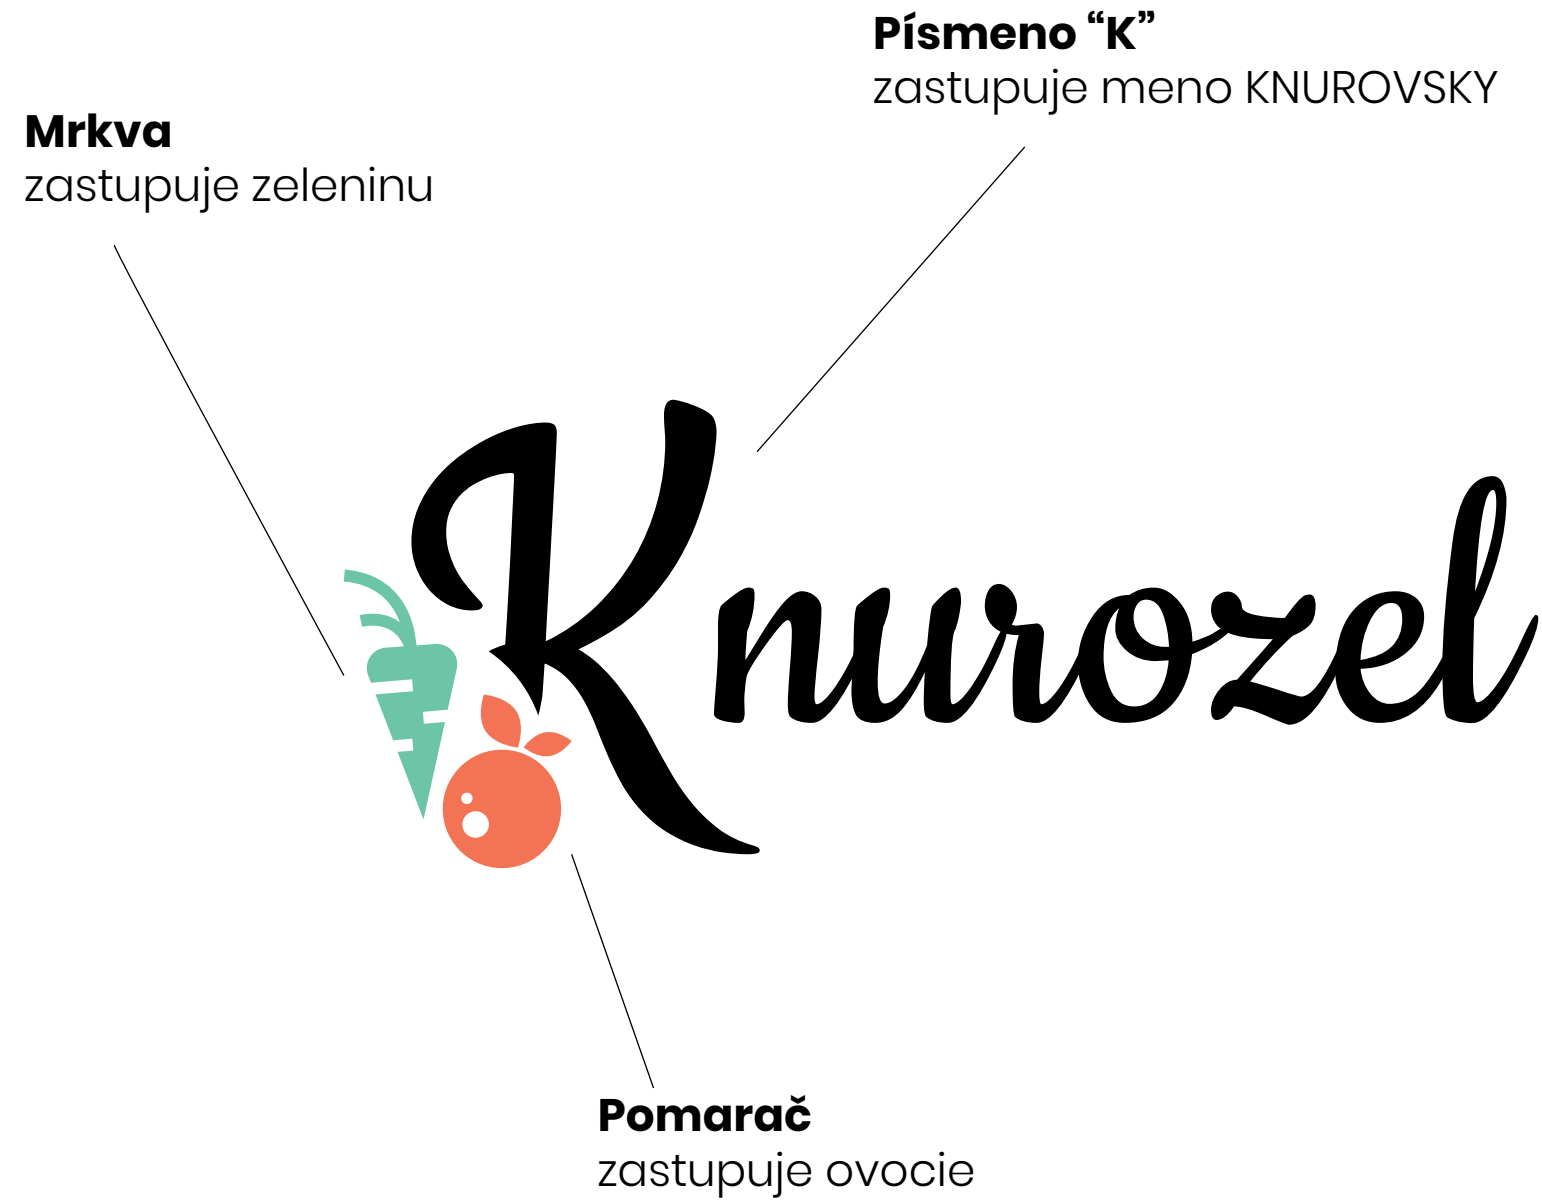 Písmeno “K”
zastupuje meno KNUROVSKY
Mrkva
zastupuje zeleninu
Knurozel
Pomarač
zastupuje ovocie